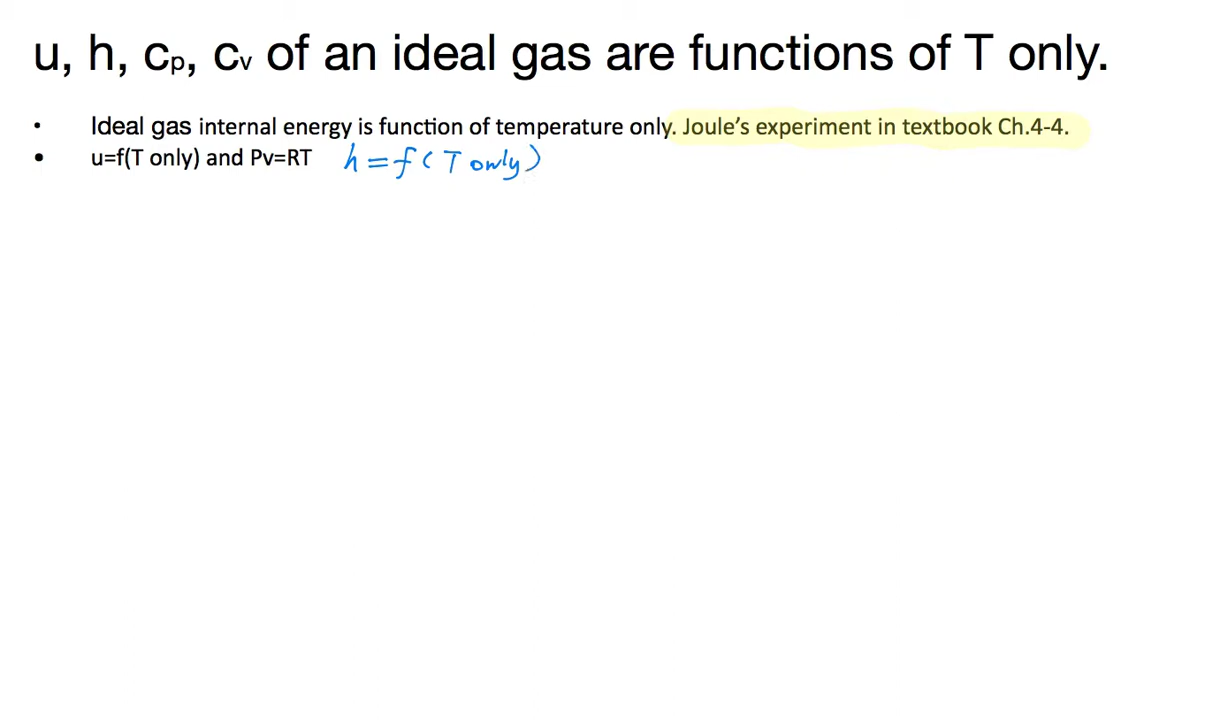 u, h, cp, cv of an ideal gas are functions of T only.
• Ideal gas internal energy is function of temperature only. Joule's experiment in textbook Ch.4-4.
• u=f(T only) and Pv=RT h=f(T only)